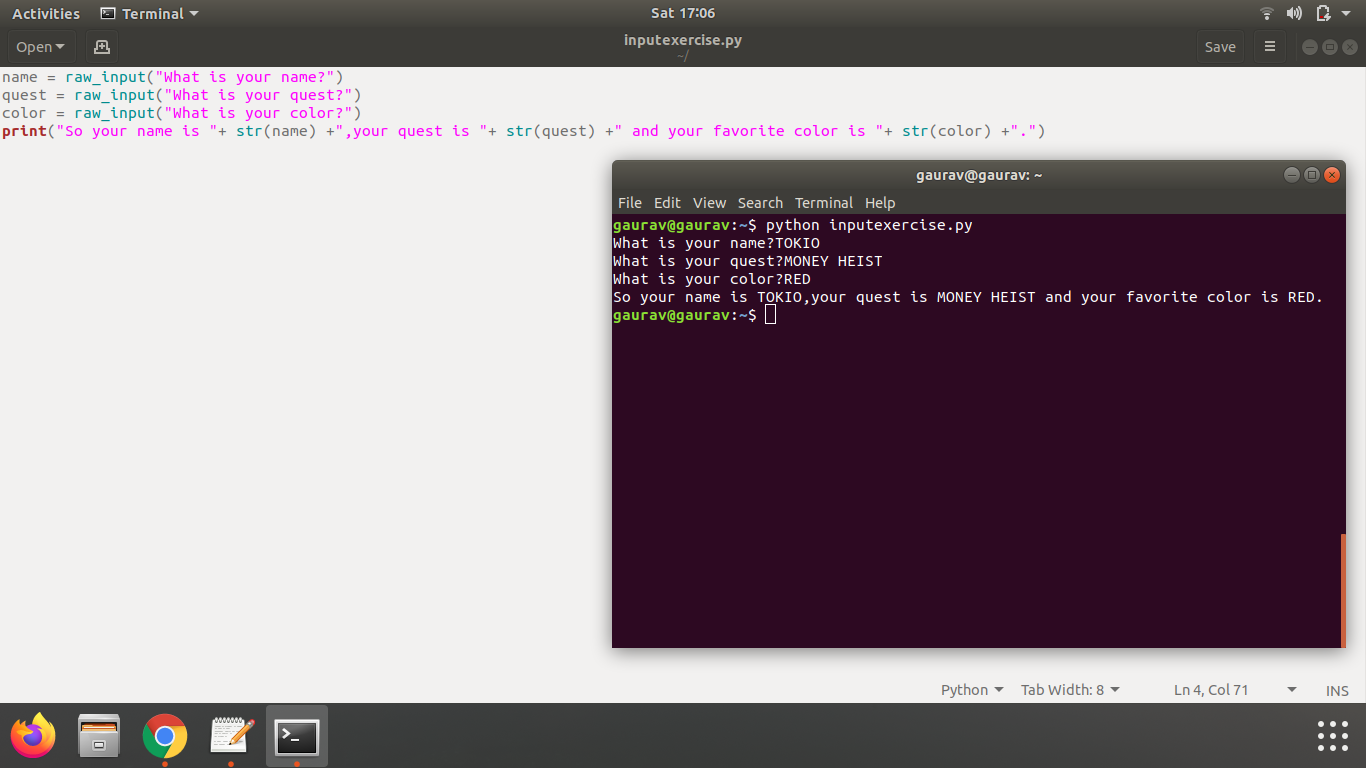 Activities Terminal Sat 17:06
Open inputexercise.py Save
~/
name = raw_input("What is your name?")
quest = raw_input("What is your quest?")
color = raw_input("What is your color?")
print("So your name is "+ str(name) +",your quest is "+ str(quest) +" and your favorite color is "+ str(color) +".")
gaurav@gaurav: ~
File Edit View Search Terminal Help
gaurav@gaurav:~$ python inputexercise.py
What is your name?TOKIO
What is your quest?MONEY HEIST
What is your color?RED
So your name is TOKIO,your quest is MONEY HEIST and your favorite color is RED.
gaurav@gaurav:~$
Python Tab Width: 8 Ln 4, Col 71 INS